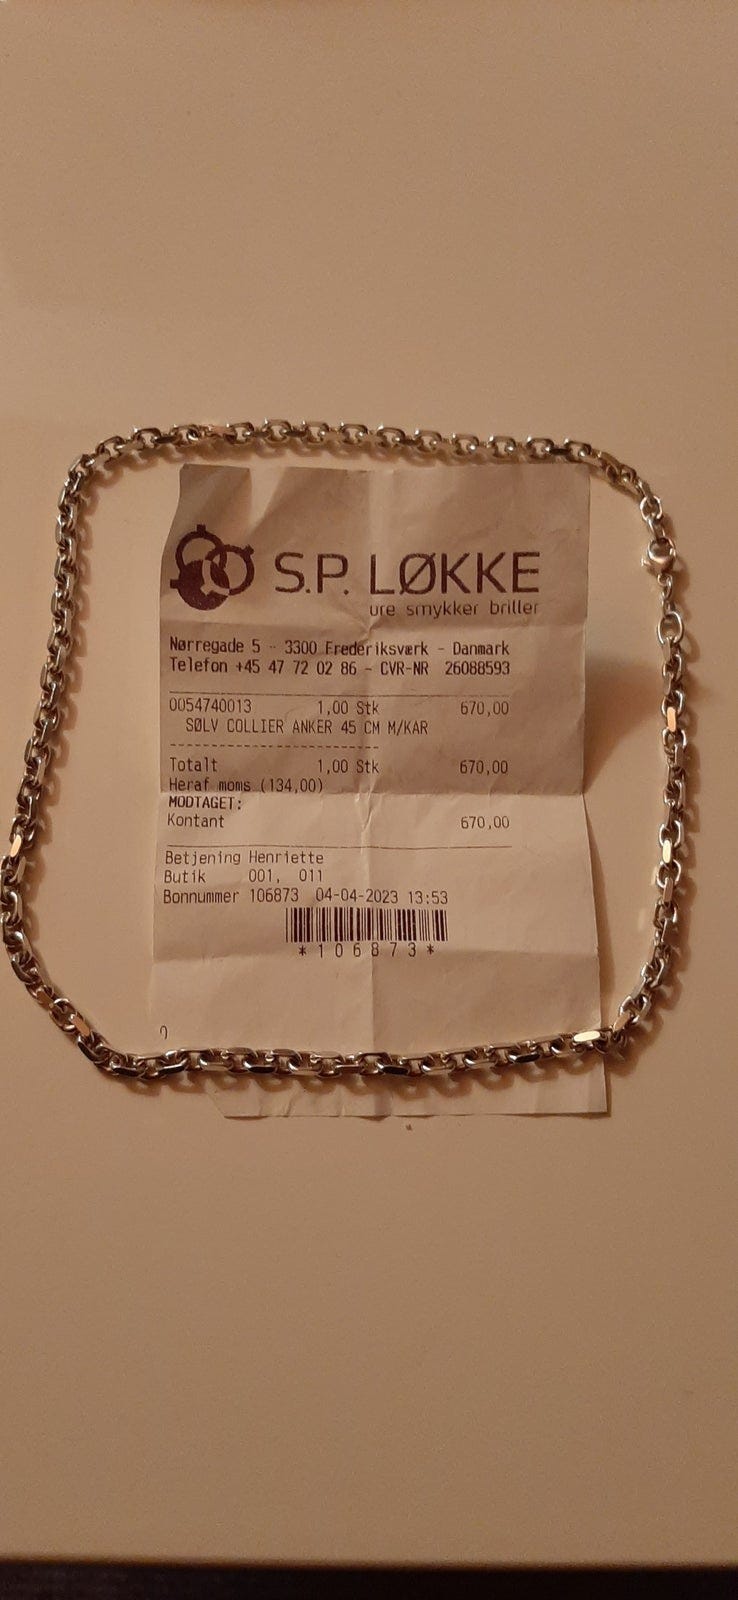 S.P. LØKKE
ure smykker briller
Nørregade 5 - 3300 Frederiksværk - Danmark
Telefon +45 47 72 02 86 - CVR-NR 26088593
0054740013 1,00 Stk 670,00
SØLV COLLIER ANKER 45 CM M/KAR
Totalt 1,00 Stk 670,00
Heraf moms (134,00)
MODTAGET:
Kontant 670,00
Betjening Henriette
Butik 001, 011
Bonnummer 106873 04-04-2023 13:53
*106873*